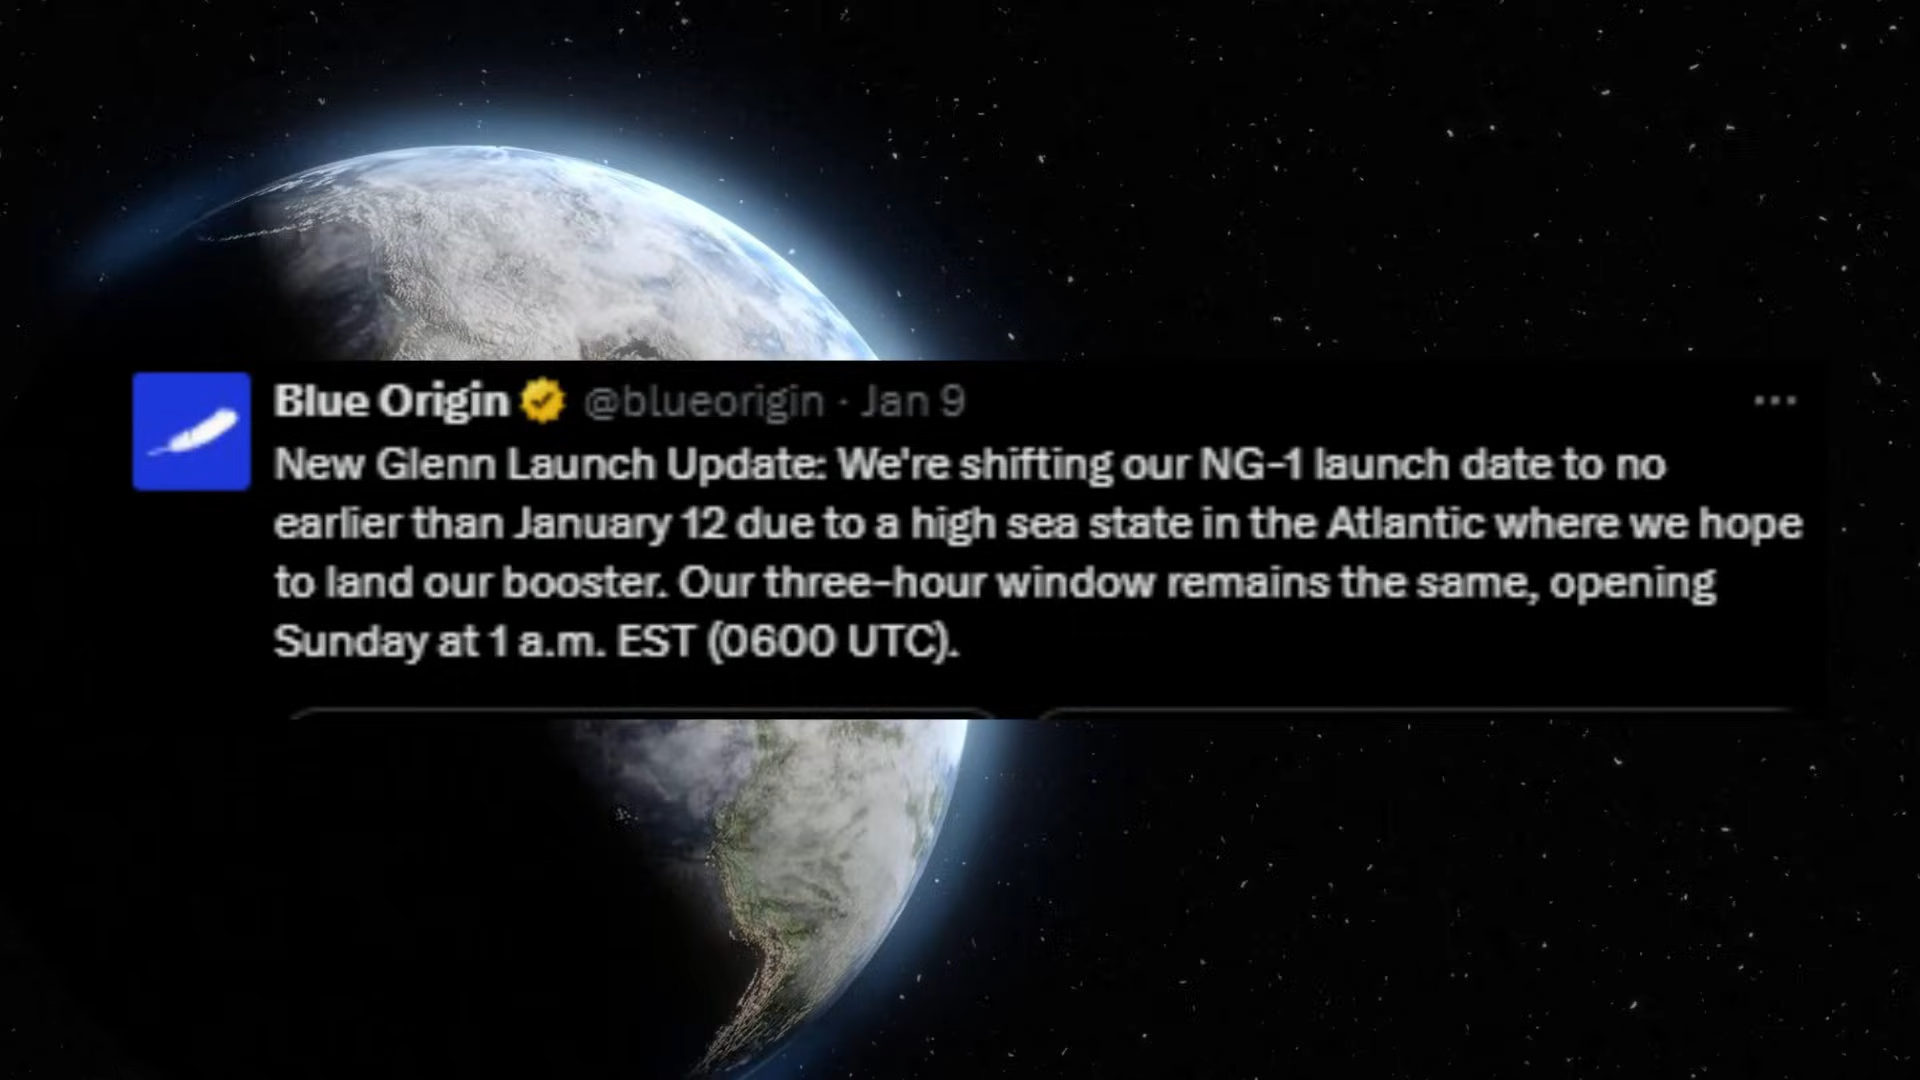 Blue Origin @blueorigin · Jan 9
New Glenn Launch Update: We're shifting our NG-1 launch date to no
earlier than January 12 due to a high sea state in the Atlantic where we hope
to land our booster. Our three-hour window remains the same, opening
Sunday at 1 a.m. EST (0600 UTC).